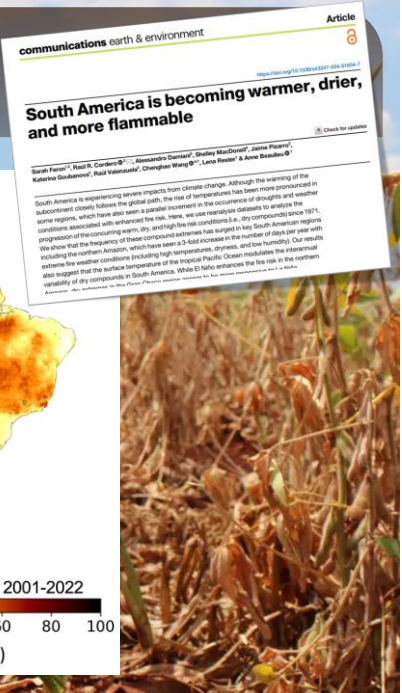 Article
communications earth & environment
South America is becoming warmer, drier,
and more flammable
Check for updates
South America is experiencing severe impacts from climate change. Although the warming of the
subcontinent closely follows the global path, the rise of temperatures has been more pronounced in
some regions, which have also seen a parallel increase in the occurrence of droughts and weather
conditions associated with enhanced fire risk. Here, we use reanalysis datasets to analyze the
progression of the concurring warm, dry, and high fire risk conditions (i.e., dry compounds) since 1971.
We show that the frequency of these compound extremes has surged in key South American regions
including the northern Amazon, which have seen a 3-fold increase in the number of days per year with
extreme fire weather conditions (including high temperatures, dryness, and low humidity). Our results
also suggest that the surface temperature of the tropical Pacific Ocean modulates the interannual
variability of dry compounds in South America. While El Niño enhances the fire risk in the northern
2001-2022
80 100
)